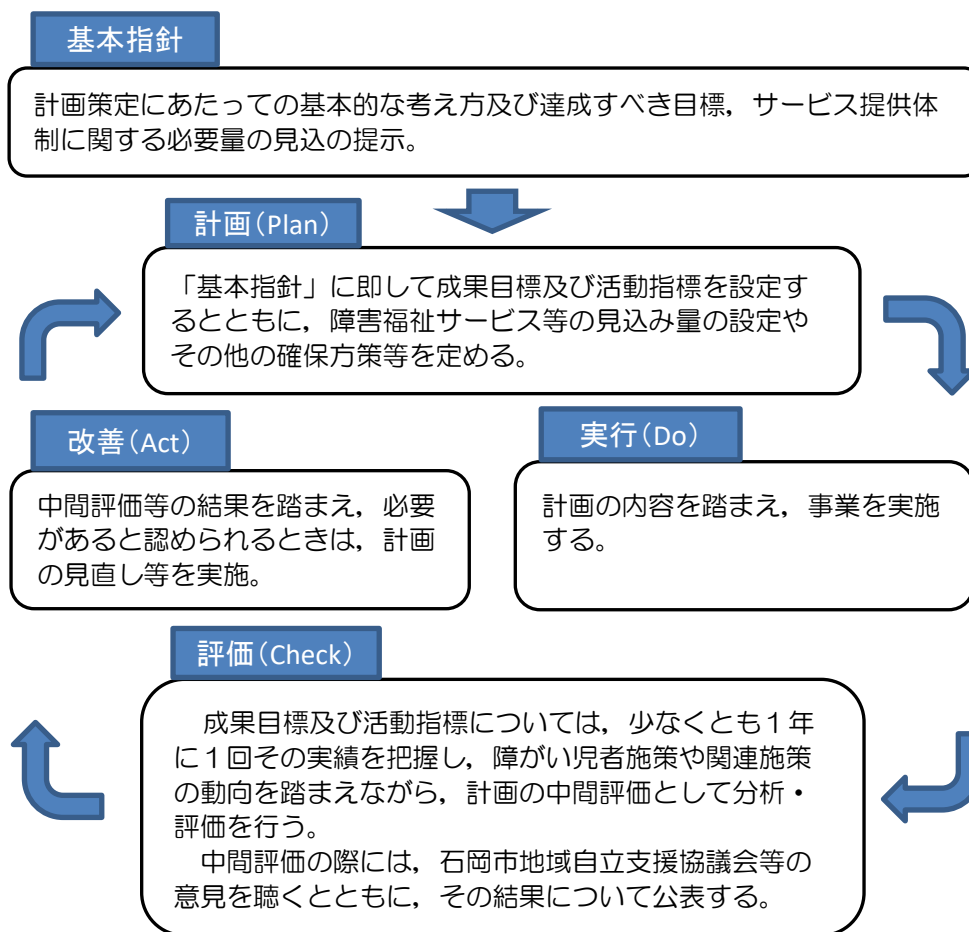 基本指針
計画策定にあたっての基本的な考え方及び達成すべき目標，サービス提供体
制に関する必要量の見込の提示。
計画（Plan）
「基本指針」に即して成果目標及び活動指標を設定す
るとともに，障害福祉サービス等の見込み量の設定や
その他の確保方策等を定める。
改善（Act）
中間評価等の結果を踏まえ，必要
があると認められるときは，計画
の見直し等を実施。
実行（Do）
計画の内容を踏まえ，事業を実施
する。
評価（Check）
成果目標及び活動指標については，少なくとも１年
に１回その実績を把握し，障がい児者施策や関連施策
の動向を踏まえながら，計画の中間評価として分析・
評価を行う。
中間評価の際には，石岡市地域自立支援協議会等の
意見を聴くとともに，その結果について公表する。